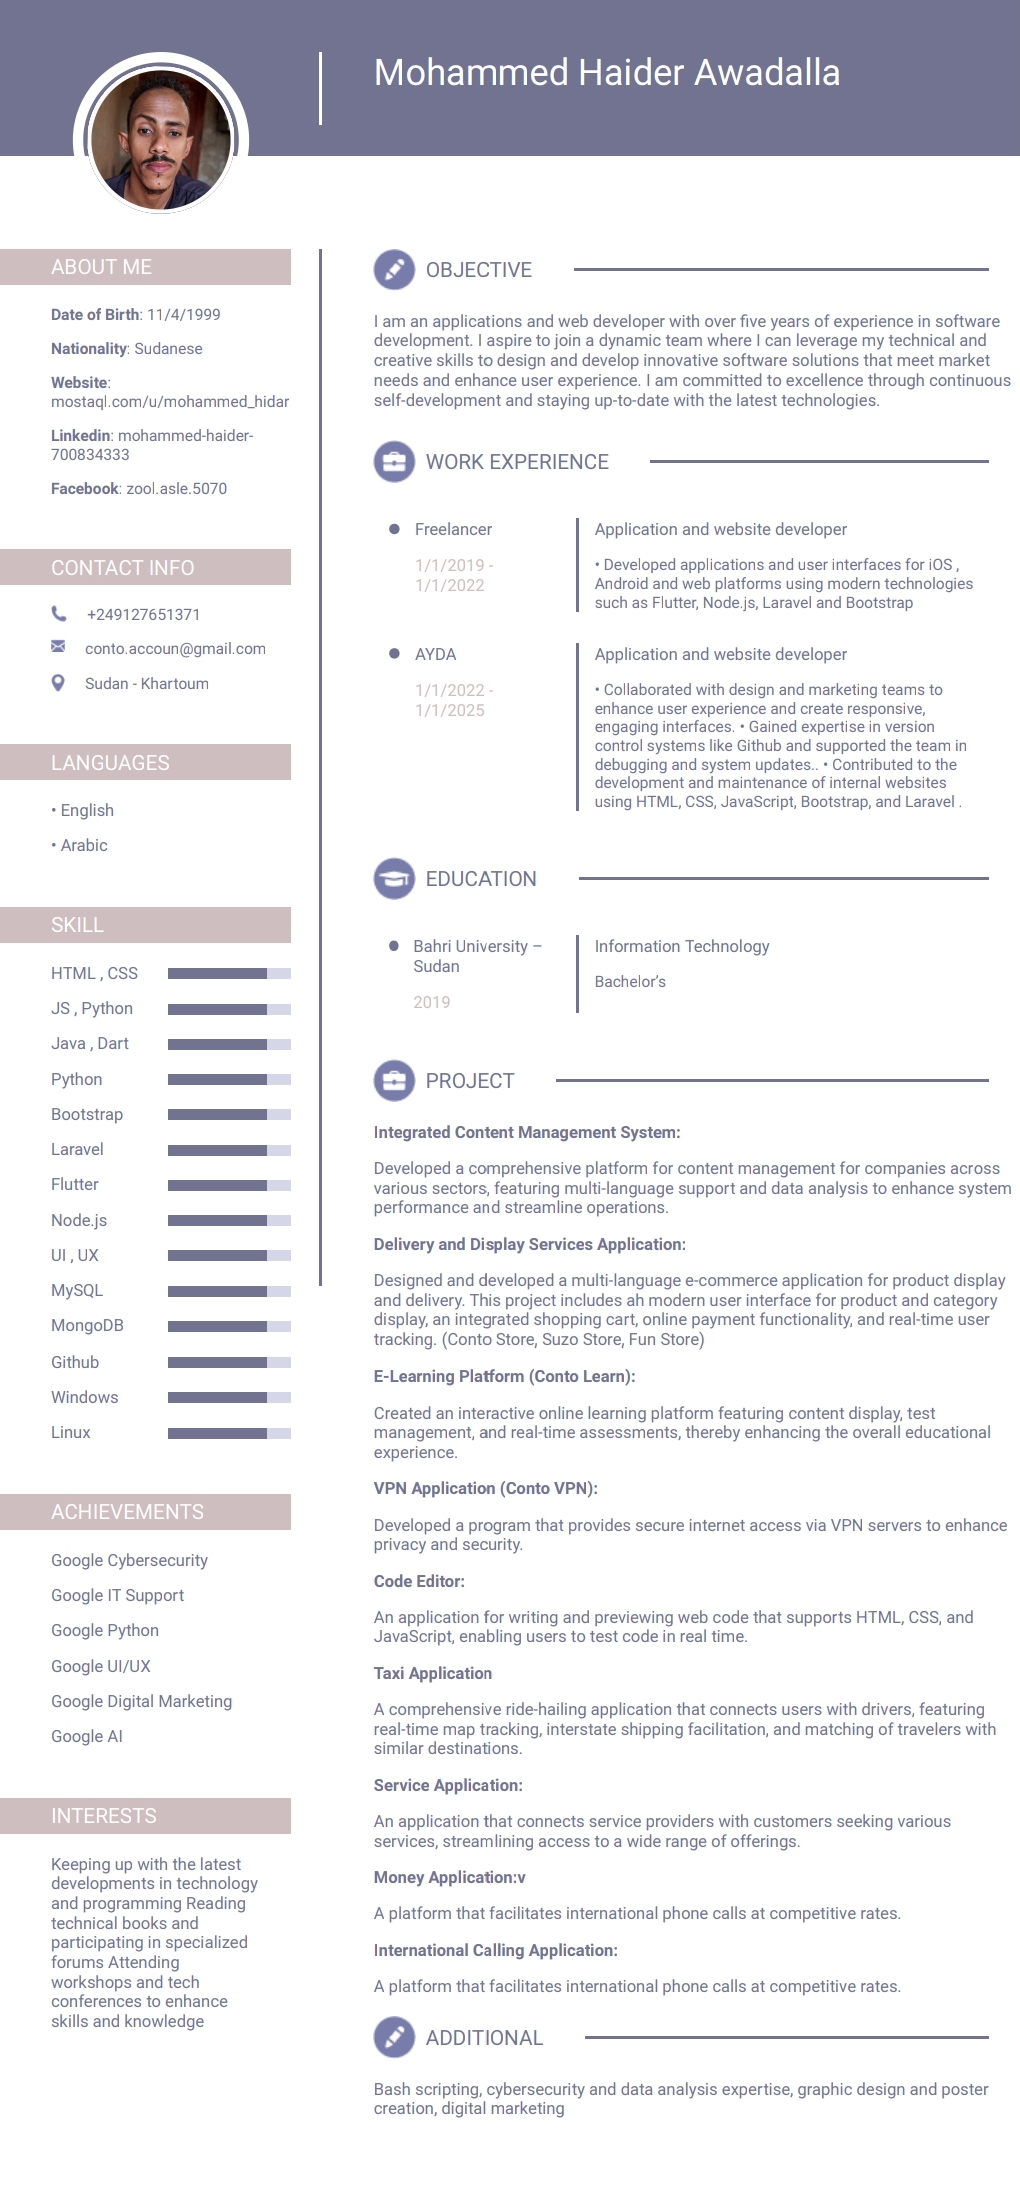 Mohammed Haider Awadalla
ABOUT ME
Date of Birth: 11/4/1999
Nationality: Sudanese
Website:
mostaql.com/u/mohammed_hidar
Linkedin: mohammed-haider-
700834333
Facebook: zool.asle.5070
CONTACT INFO
+249127651371
conto.accoun@gmail.com
Sudan - Khartoum
LANGUAGES
• English
• Arabic
SKILL
HTML , CSS
JS , Python
Java , Dart
Python
Bootstrap
Laravel
Flutter
Node.js
UI , UX
MySQL
MongoDB
Github
Windows
Linux
ACHIEVEMENTS
Google Cybersecurity
Google IT Support
Google Python
Google UI/UX
Google Digital Marketing
Google AI
INTERESTS
Keeping up with the latest
developments in technology
and programming Reading
technical books and
participating in specialized
forums Attending
workshops and tech
conferences to enhance
skills and knowledge
OBJECTIVE
I am an applications and web developer with over five years of experience in software
development. I aspire to join a dynamic team where I can leverage my technical and
creative skills to design and develop innovative software solutions that meet market
needs and enhance user experience. I am committed to excellence through continuous
self-development and staying up-to-date with the latest technologies.
WORK EXPERIENCE
Freelancer
1/1/2019 -
1/1/2022
Application and website developer
• Developed applications and user interfaces for iOS ,
Android and web platforms using modern technologies
such as Flutter, Node.js, Laravel and Bootstrap
AYDA
1/1/2022 -
1/1/2025
Application and website developer
• Collaborated with design and marketing teams to
enhance user experience and create responsive,
engaging interfaces. • Gained expertise in version
control systems like Github and supported the team in
debugging and system updates.. • Contributed to the
development and maintenance of internal websites
using HTML, CSS, JavaScript, Bootstrap, and Laravel .
EDUCATION
Bahri University –
Sudan
2019
Information Technology
Bachelor’s
PROJECT
Integrated Content Management System:
Developed a comprehensive platform for content management for companies across
various sectors, featuring multi-language support and data analysis to enhance system
performance and streamline operations.
Delivery and Display Services Application:
Designed and developed a multi-language e-commerce application for product display
and delivery. This project includes ah modern user interface for product and category
display, an integrated shopping cart, online payment functionality, and real-time user
tracking. (Conto Store, Suzo Store, Fun Store)
E-Learning Platform (Conto Learn):
Created an interactive online learning platform featuring content display, test
management, and real-time assessments, thereby enhancing the overall educational
experience.
VPN Application (Conto VPN):
Developed a program that provides secure internet access via VPN servers to enhance
privacy and security.
Code Editor:
An application for writing and previewing web code that supports HTML, CSS, and
JavaScript, enabling users to test code in real time.
Taxi Application
A comprehensive ride-hailing application that connects users with drivers, featuring
real-time map tracking, interstate shipping facilitation, and matching of travelers with
similar destinations.
Service Application:
An application that connects service providers with customers seeking various
services, streamlining access to a wide range of offerings.
Money Application:v
A platform that facilitates international phone calls at competitive rates.
International Calling Application:
A platform that facilitates international phone calls at competitive rates.
ADDITIONAL
Bash scripting, cybersecurity and data analysis expertise, graphic design and poster
creation, digital marketing